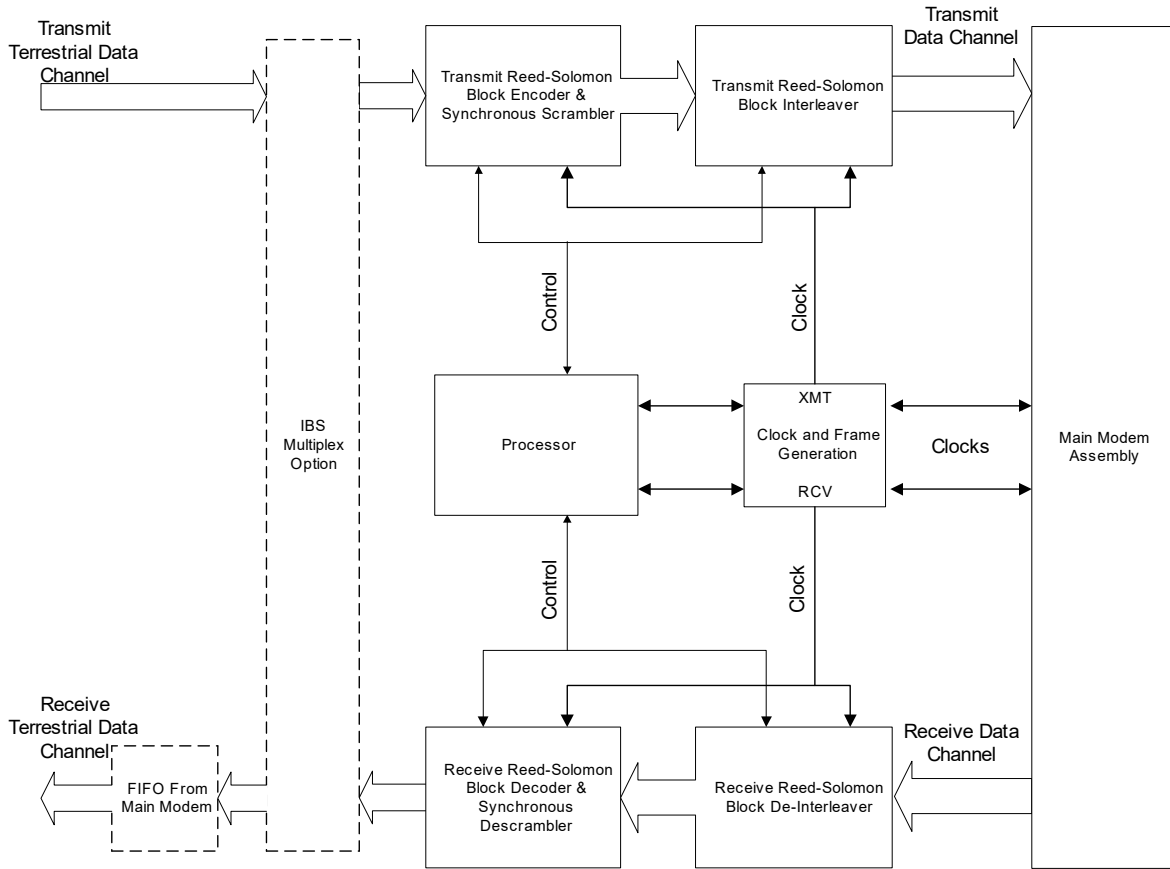 Transmit
Terrestrial Data
Channel
Transmit Reed-Solomon
Block Encoder &
Synchronous Scrambler
Transmit Reed-Solomon
Block Interleaver
Transmit
Data Channel
Control
Clock
IBS
Multiplex
Option
Processor
XMT
Clock and Frame
Generation
RCV
Clocks
Main Modem
Assembly
Control
Clock
Receive
Terrestrial Data
Channel
FIFO From
Main Modem
Receive Reed-Solomon
Block Decoder &
Synchronous
Descrambler
Receive Reed-Solomon
Block De-Interleaver
Receive Data
Channel